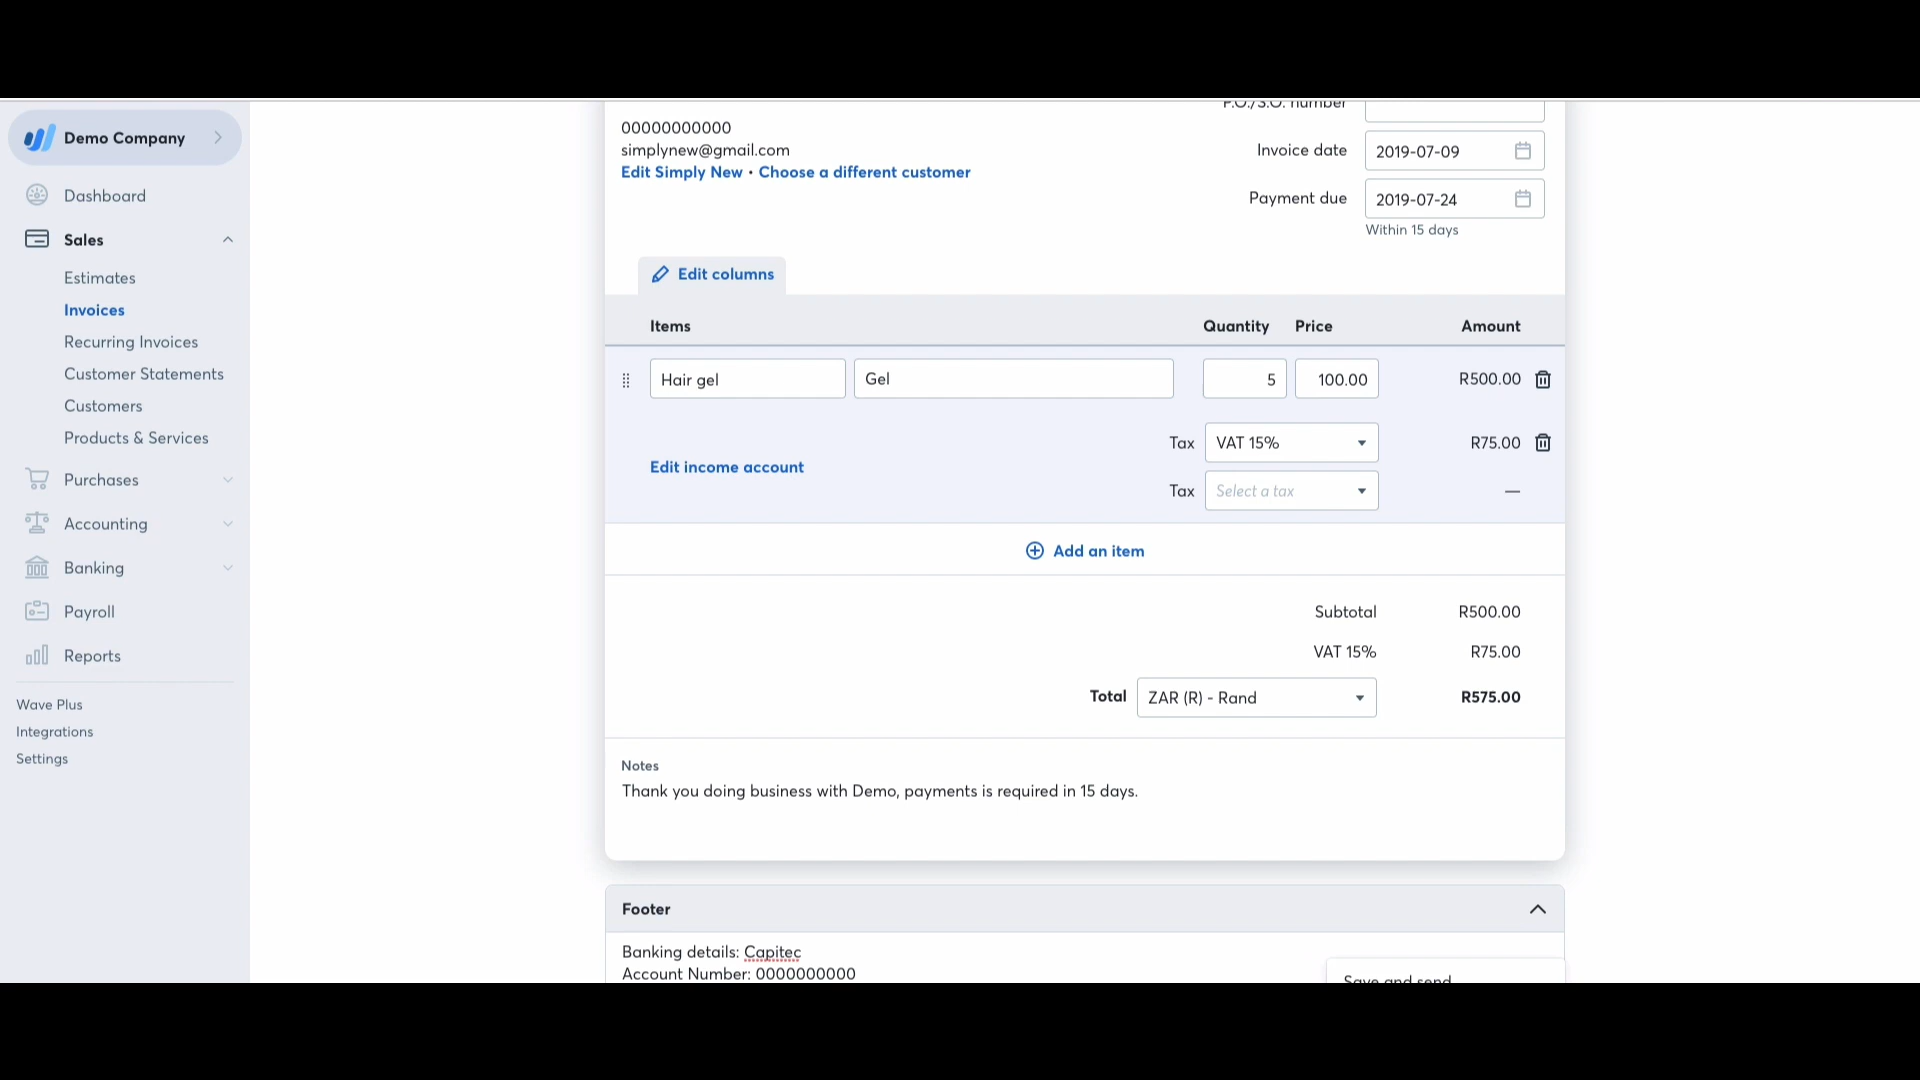 Demo Company
Dashboard
Sales
Estimates
Invoices
Recurring Invoices
Customer Statements
Customers
Products & Services
Purchases
Accounting
Banking
Payroll
Reports
Wave Plus
Integrations
Settings
P.O./S.O. number
00000000000
simplynew@gmail.com
Edit Simply New • Choose a different customer
Invoice date 2019-07-09
Payment due 2019-07-24
Within 15 days
Edit columns
Items Quantity Price Amount
Hair gel Gel 5 100.00 R500.00
Tax VAT 15% R75.00
Edit income account
Tax Select a tax —
Add an item
Subtotal R500.00
VAT 15% R75.00
Total ZAR (R) - Rand R575.00
Notes
Thank you doing business with Demo, payments is required in 15 days.
Footer
Banking details: Capitec
Account Number: 0000000000
Save and send